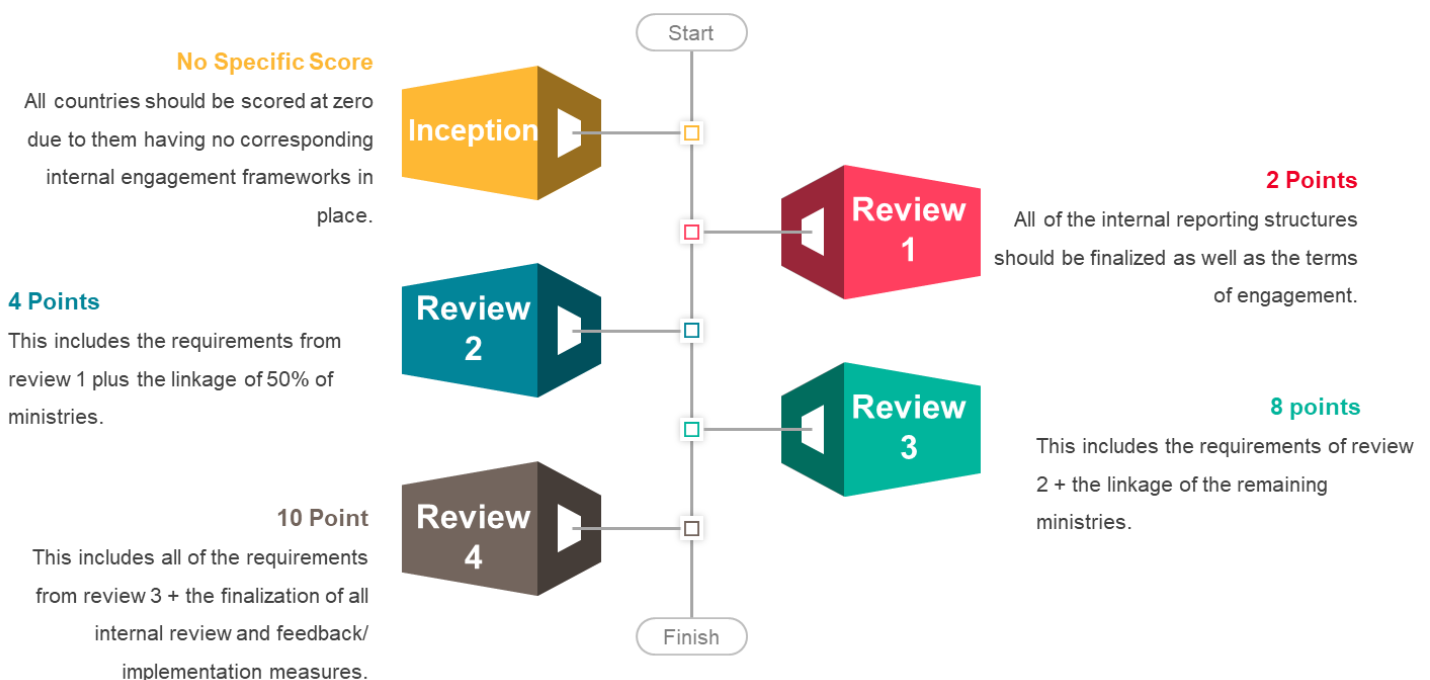 Start
No Specific Score
All countries should be scored at zero
due to them having no corresponding
internal engagement frameworks in
place.
Inception
2 Points
All of the internal reporting structures
should be finalized as well as the terms
of engagement.
Review
1
4 Points
This includes the requirements from
review 1 plus the linkage of 50% of
ministries.
Review
2
8 points
This includes the requirements of review
2 + the linkage of the remaining
ministries.
Review
3
10 Point
This includes all of the requirements
from review 3 + the finalization of all
internal review and feedback/
implementation measures.
Review
4
Finish